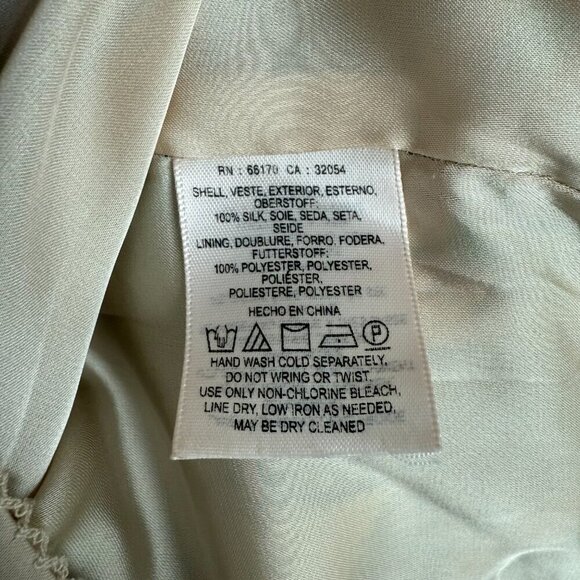 RN : 66170 CA : 32054
SHELL, VESTE, EXTERIOR, ESTERNO,
OBERSTOFF:
100% SILK, SOIE, SEDA, SETA,
SEIDE
LINING, DOUBLURE, FORRO, FODERA,
FUTTERSTOFF:
100% POLYESTER, POLYESTER,
POLIÉSTER,
POLIESTERE, POLYESTER
HECHO EN CHINA
P
HAND WASH COLD SEPARATELY,
DO NOT WRING OR TWIST,
USE ONLY NON-CHLORINE BLEACH,
LINE DRY, LOW IRON AS NEEDED,
MAY BE DRY CLEANED